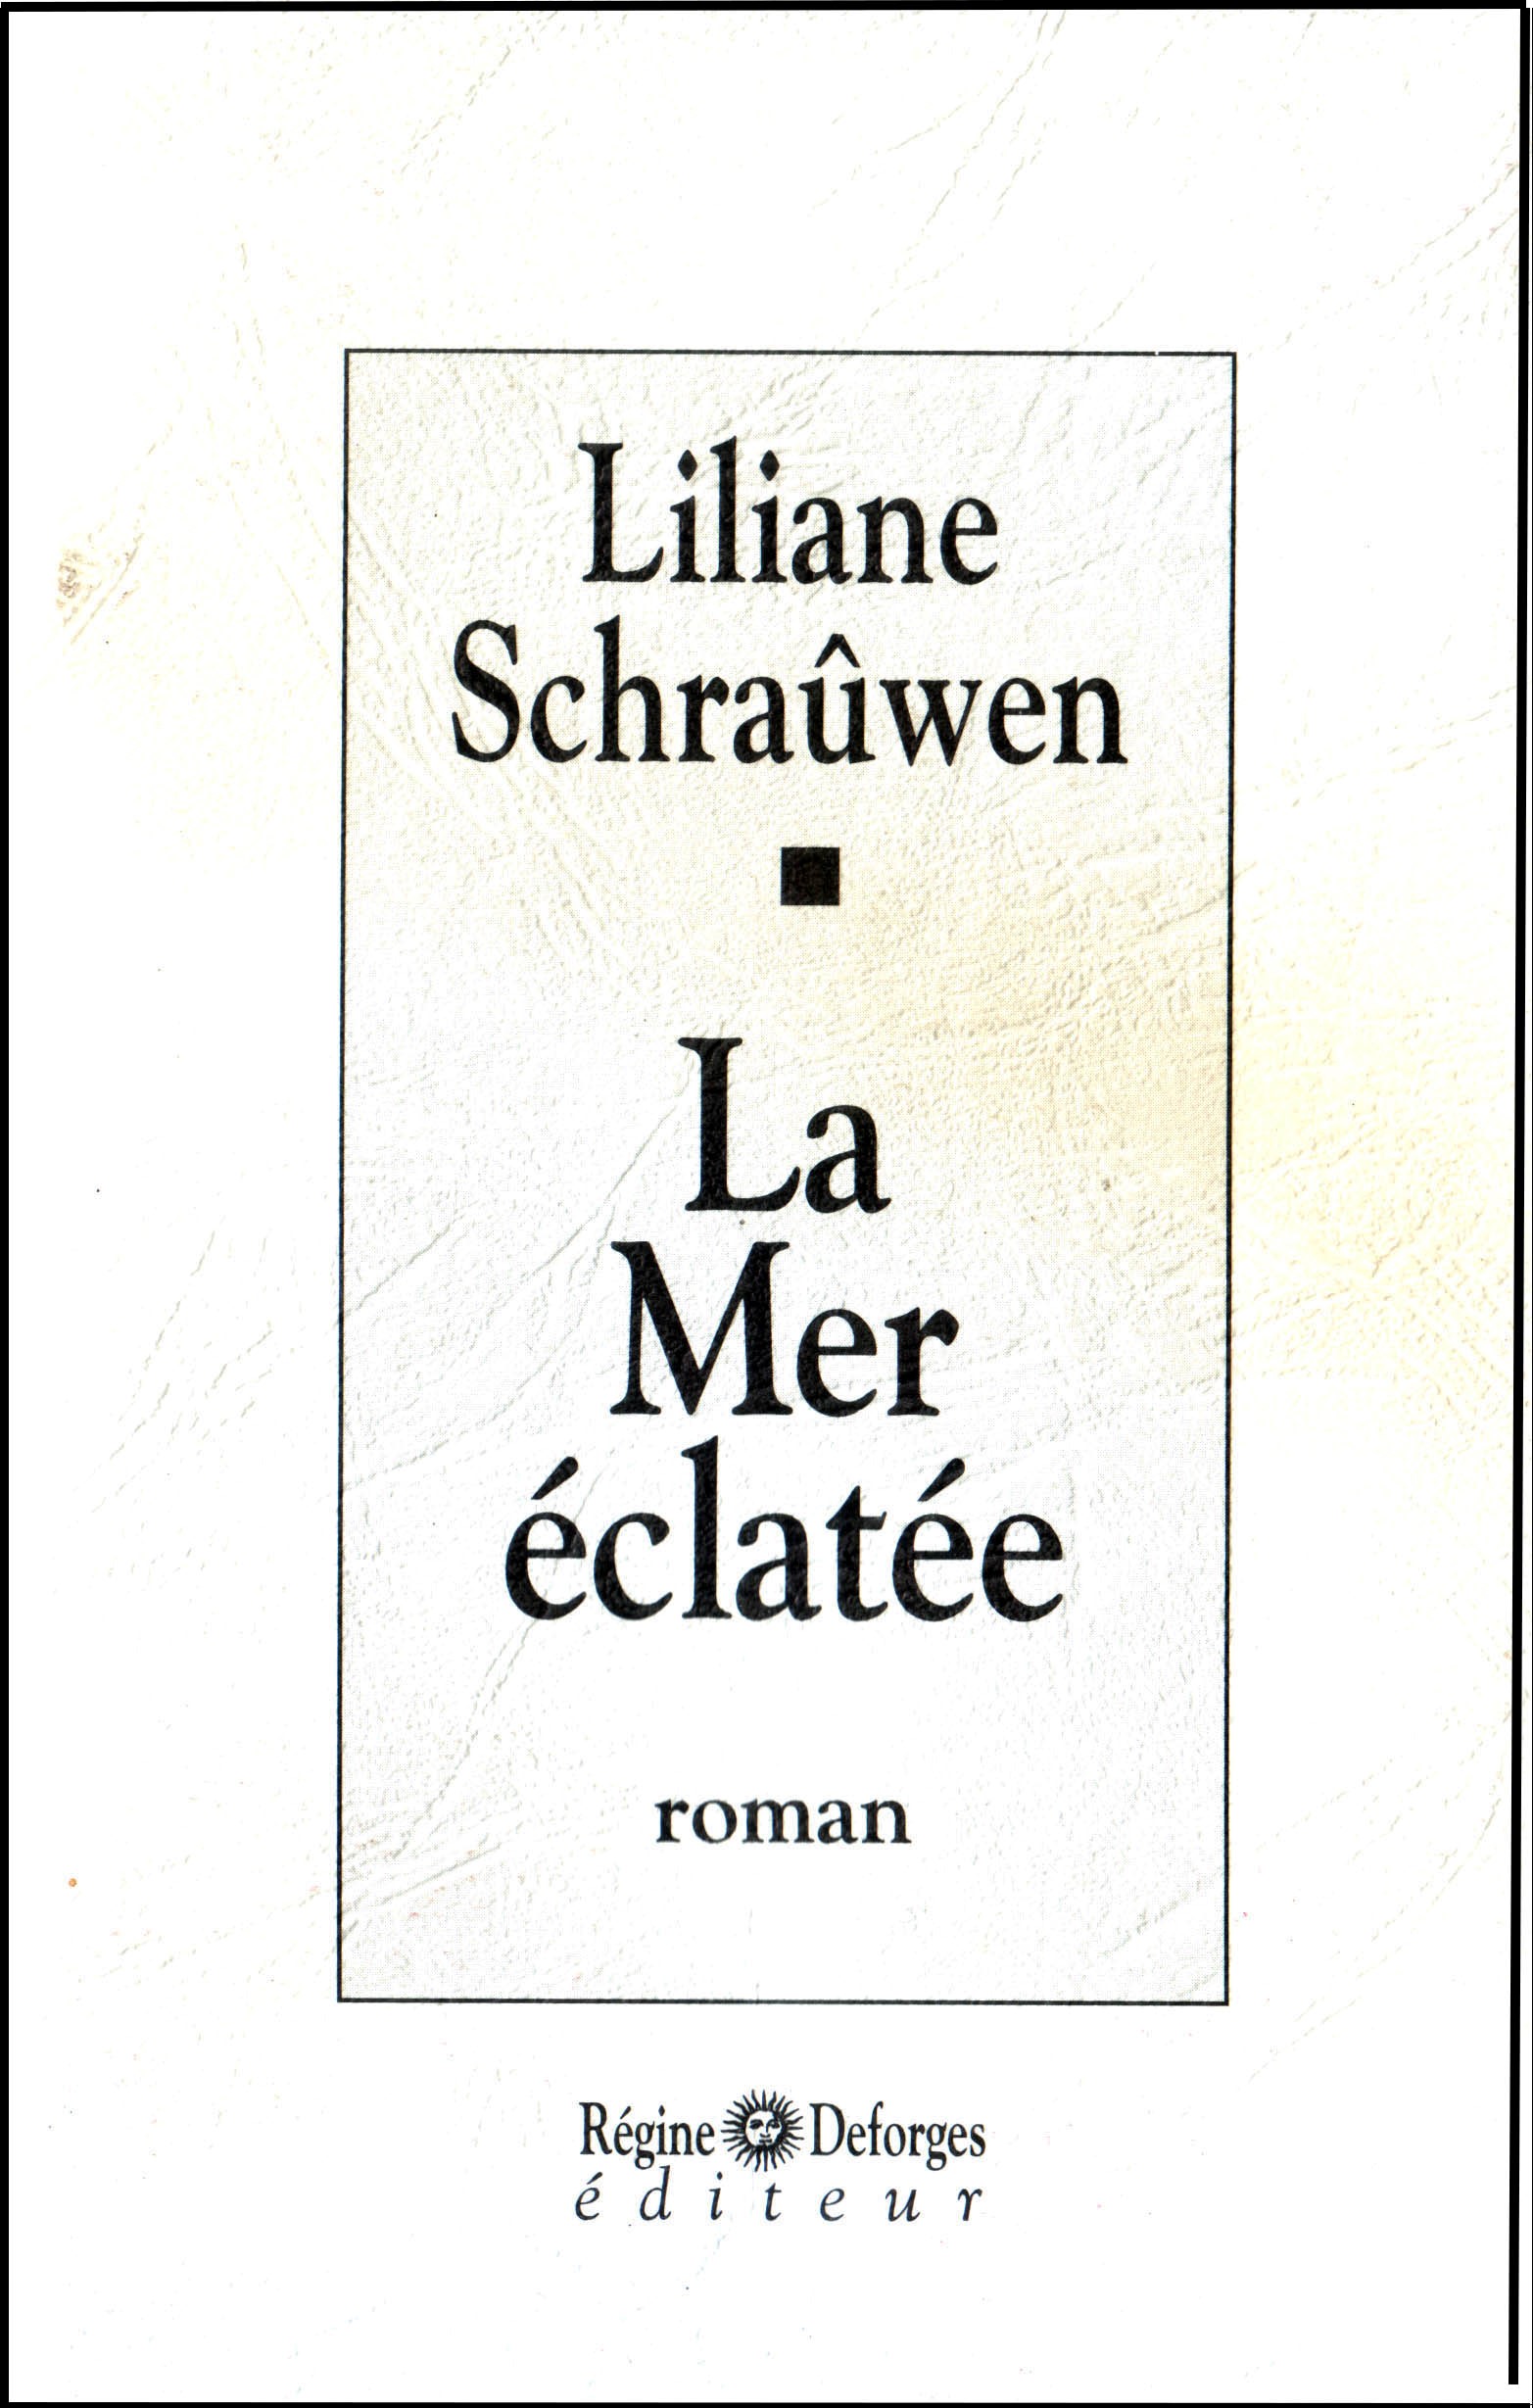 Liliane
Schraûwen
La
Mer
éclatée
roman
Régine Deforges
éditeur